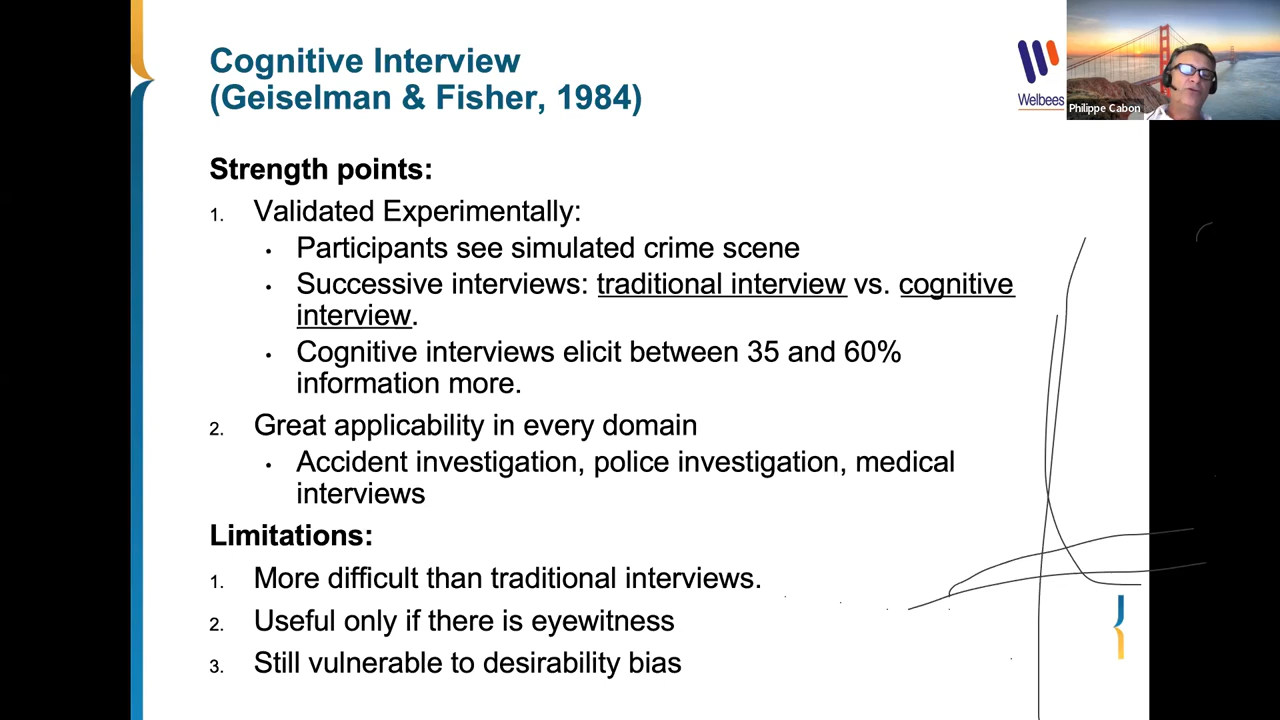 Cognitive Interview
(Geiselman & Fisher, 1984)
Welbees
Philippe Cabon
Strength points:
1. Validated Experimentally:
• Participants see simulated crime scene
• Successive interviews: traditional interview vs. cognitive
interview.
• Cognitive interviews elicit between 35 and 60%
information more.
2. Great applicability in every domain
• Accident investigation, police investigation, medical
interviews
Limitations:
1. More difficult than traditional interviews.
2. Useful only if there is eyewitness
3. Still vulnerable to desirability bias